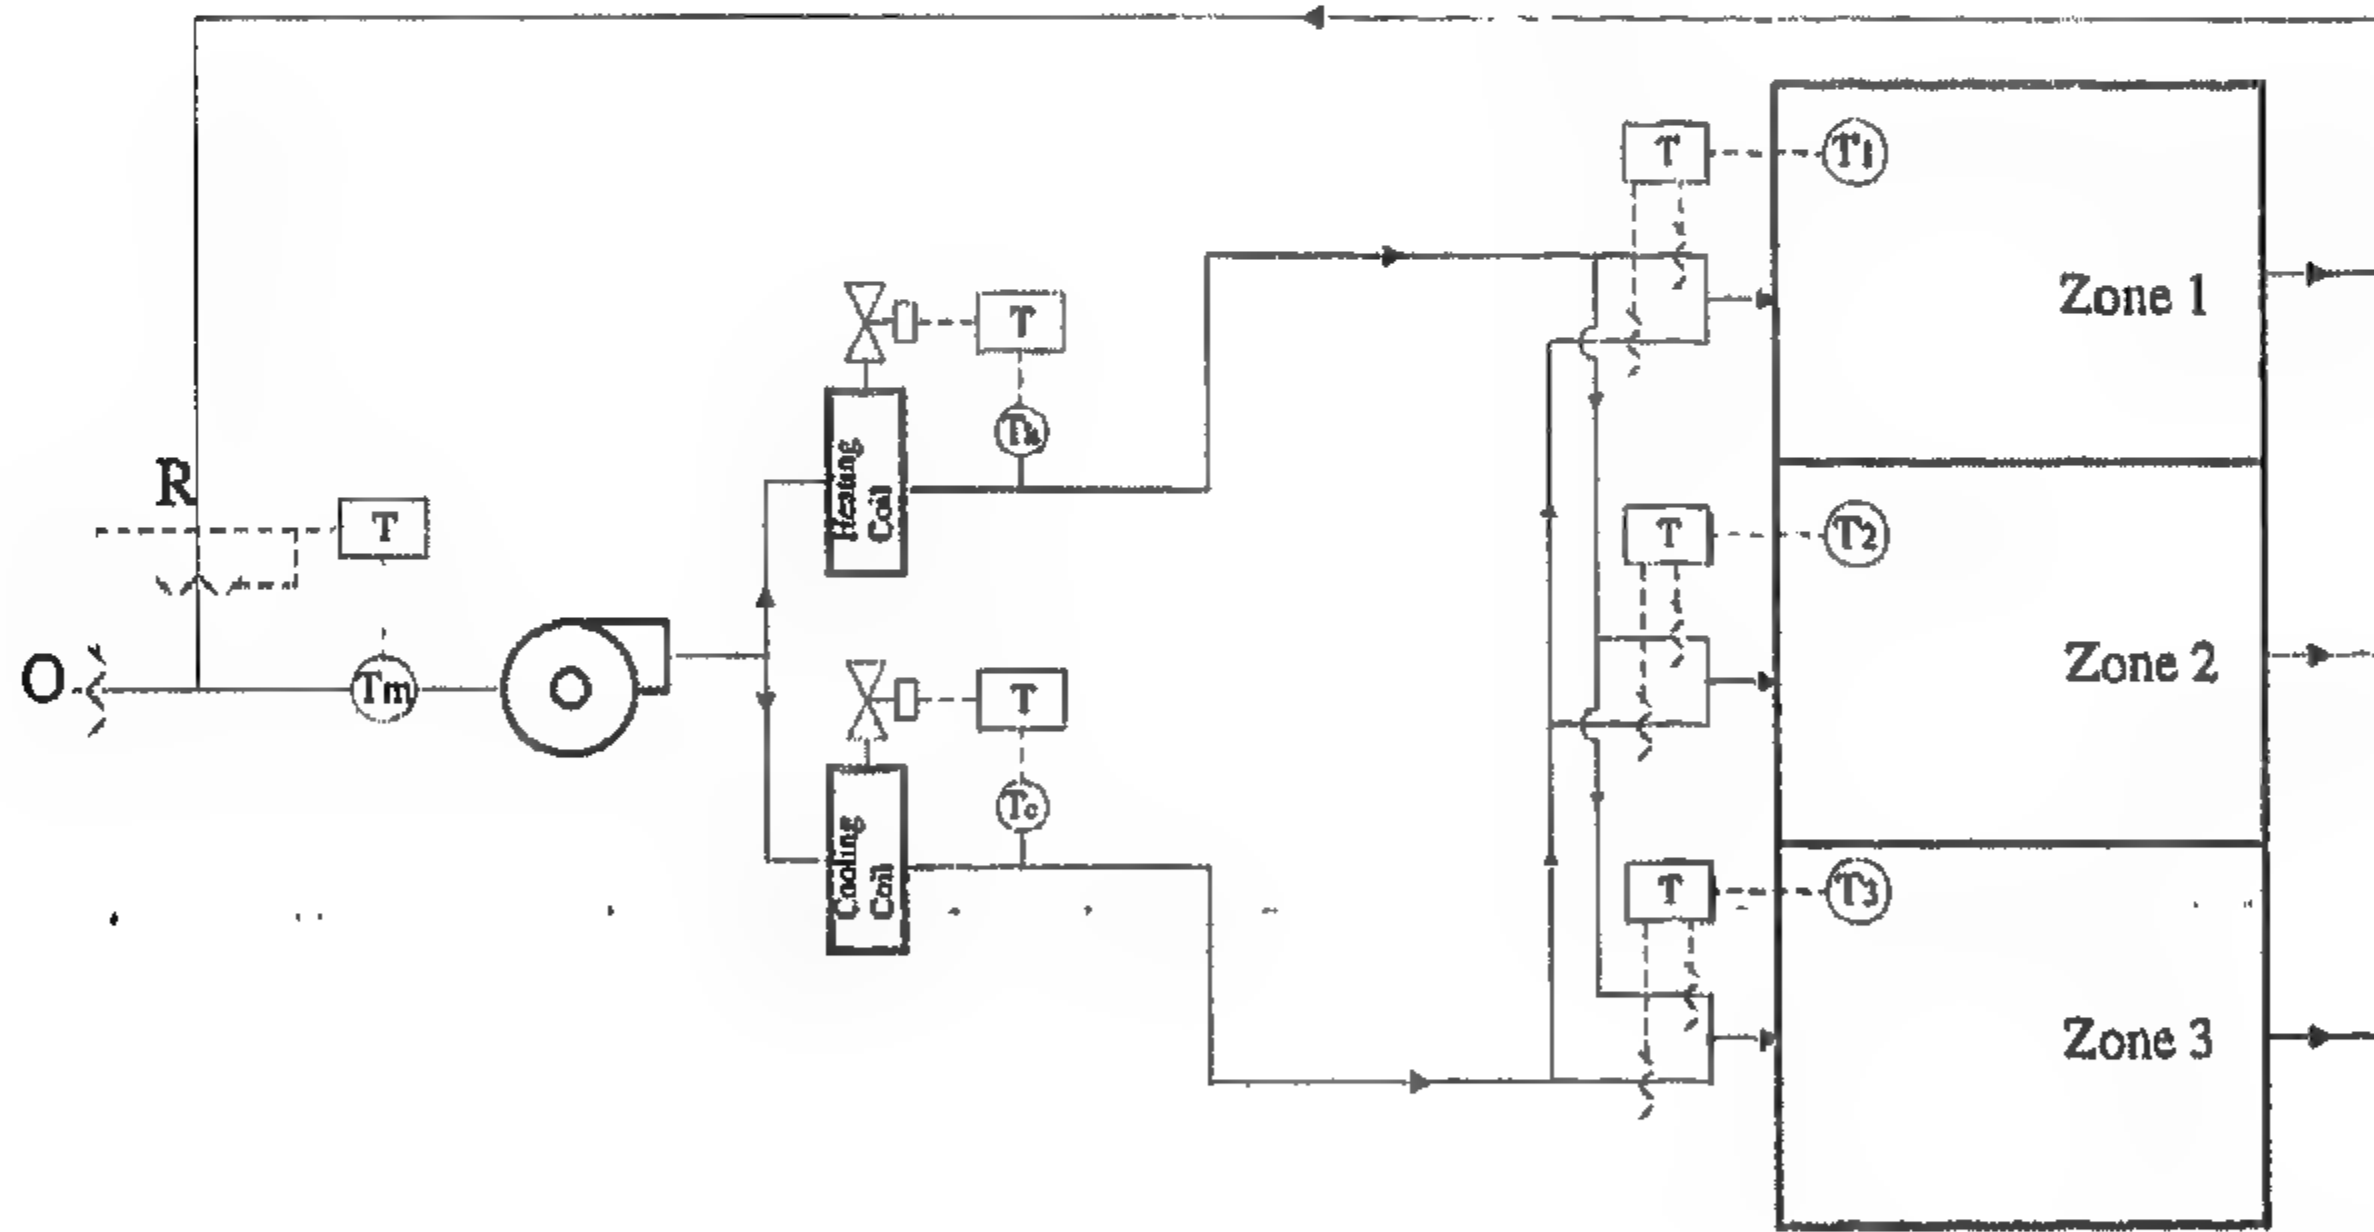 T
T1
Zone 1
T
Th
Heating
Coil
R
T
T
T2
O
Tm
Zone 2
T
Tc
Cooling
Coil
T
T3
Zone 3